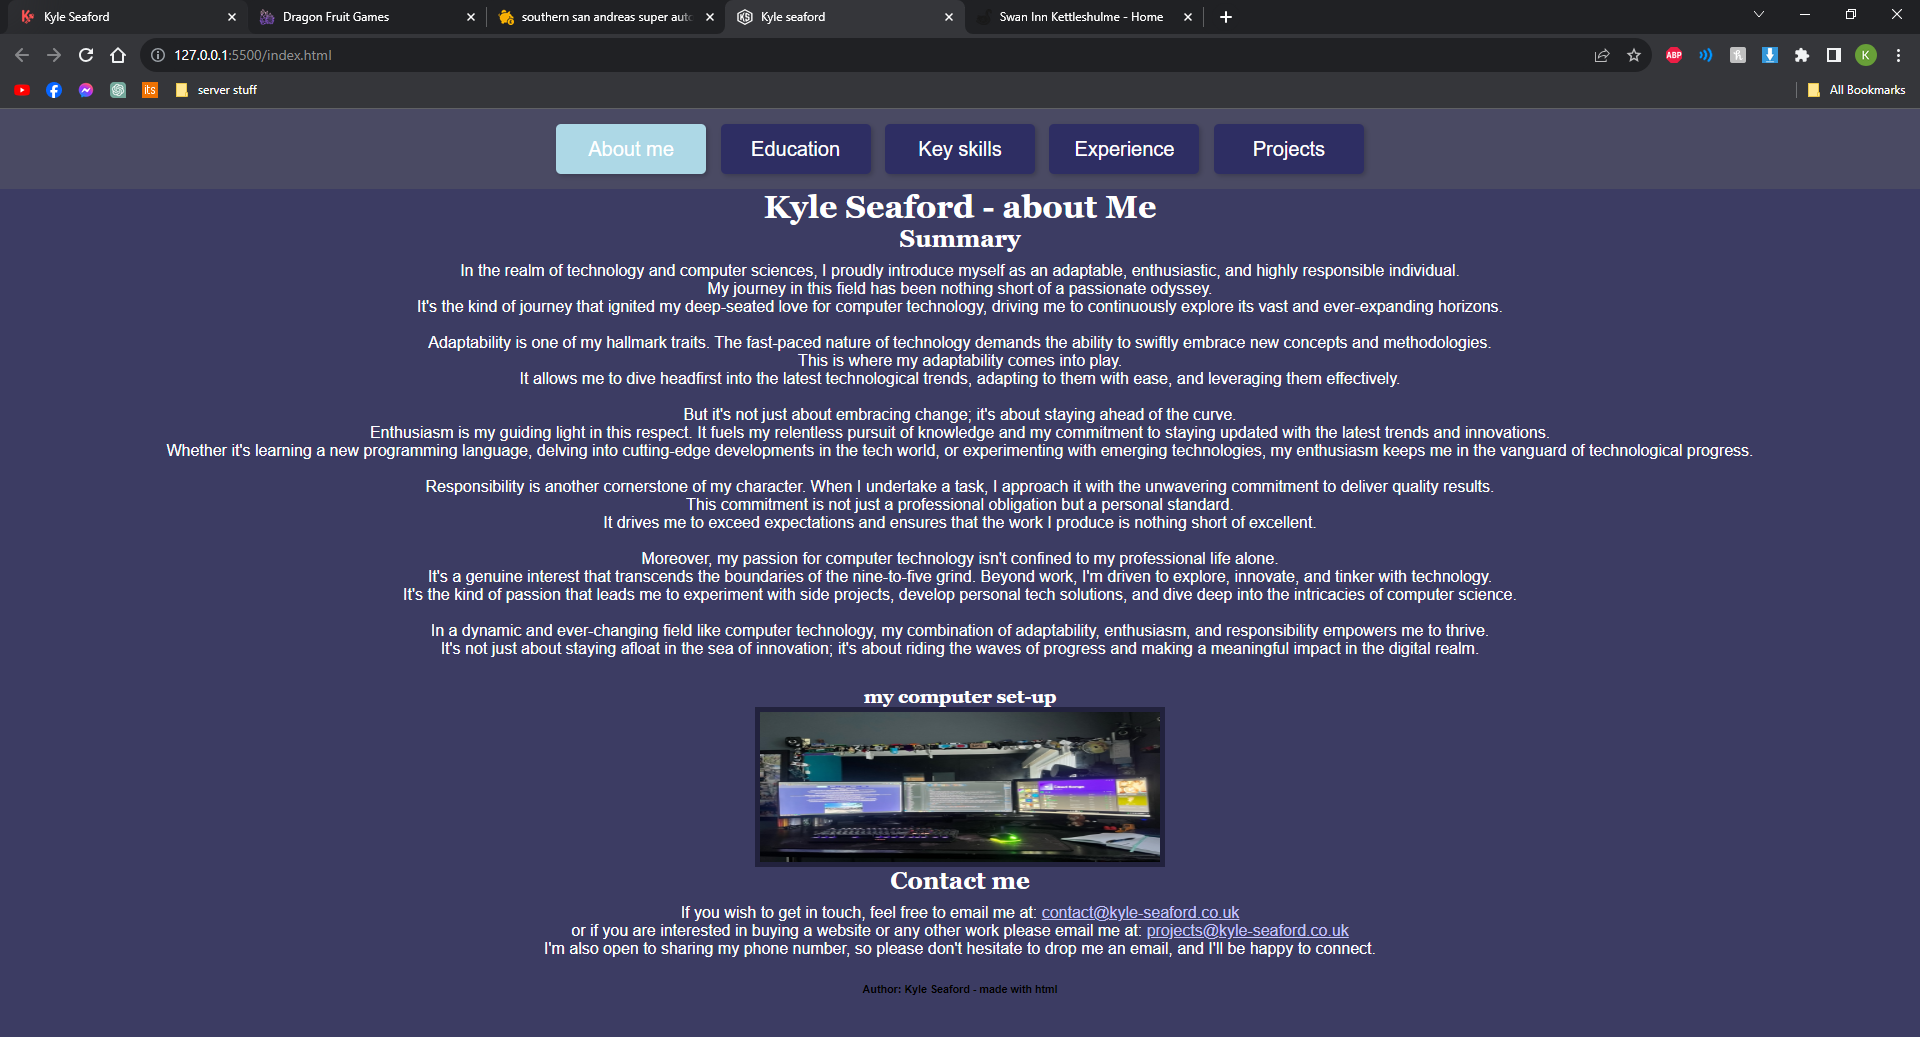 Kyle Seaford
Dragon Fruit Games
southern san andreas super aut
Kyle seaford
Swan Inn Kettleshulme - Home
127.0.0.1:5500/index.html
ABP
K
its
server stuff
All Bookmarks
About me
Education
Key skills
Experience
Projects
Kyle Seaford - about Me
Summary
In the realm of technology and computer sciences, I proudly introduce myself as an adaptable, enthusiastic, and highly responsible individual.
My journey in this field has been nothing short of a passionate odyssey.
It's the kind of journey that ignited my deep-seated love for computer technology, driving me to continuously explore its vast and ever-expanding horizons.
Adaptability is one of my hallmark traits. The fast-paced nature of technology demands the ability to swiftly embrace new concepts and methodologies.
This is where my adaptability comes into play.
It allows me to dive headfirst into the latest technological trends, adapting to them with ease, and leveraging them effectively.
But it's not just about embracing change; it's about staying ahead of the curve.
Enthusiasm is my guiding light in this respect. It fuels my relentless pursuit of knowledge and my commitment to staying updated with the latest trends and innovations.
Whether it's learning a new programming language, delving into cutting-edge developments in the tech world, or experimenting with emerging technologies, my enthusiasm keeps me in the vanguard of technological progress.
Responsibility is another cornerstone of my character. When I undertake a task, I approach it with the unwavering commitment to deliver quality results.
This commitment is not just a professional obligation but a personal standard.
It drives me to exceed expectations and ensures that the work I produce is nothing short of excellent.
Moreover, my passion for computer technology isn't confined to my professional life alone.
It's a genuine interest that transcends the boundaries of the nine-to-five grind. Beyond work, I'm driven to explore, innovate, and tinker with technology.
It's the kind of passion that leads me to experiment with side projects, develop personal tech solutions, and dive deep into the intricacies of computer science.
In a dynamic and ever-changing field like computer technology, my combination of adaptability, enthusiasm, and responsibility empowers me to thrive.
It's not just about staying afloat in the sea of innovation; it's about riding the waves of progress and making a meaningful impact in the digital realm.
my computer set-up
Contact me
If you wish to get in touch, feel free to email me at: contact@kyle-seaford.co.uk
or if you are interested in buying a website or any other work please email me at: projects@kyle-seaford.co.uk
I'm also open to sharing my phone number, so please don't hesitate to drop me an email, and I'll be happy to connect.
Author: Kyle Seaford - made with html